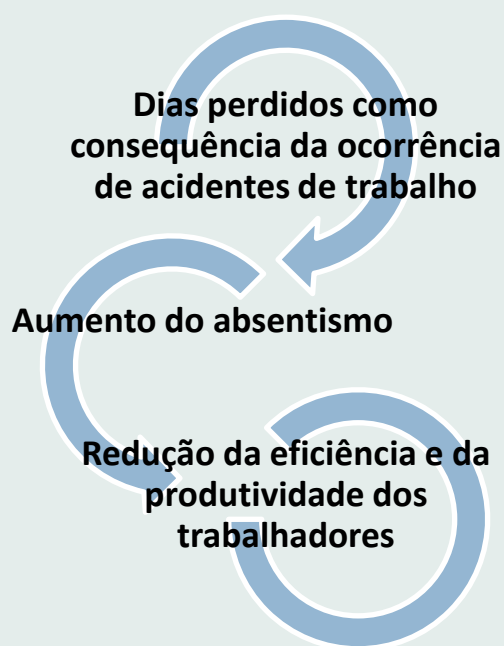 Dias perdidos como
consequência da ocorrência
de acidentes de trabalho
Aumento do absentismo
Redução da eficiência e da
produtividade dos
trabalhadores